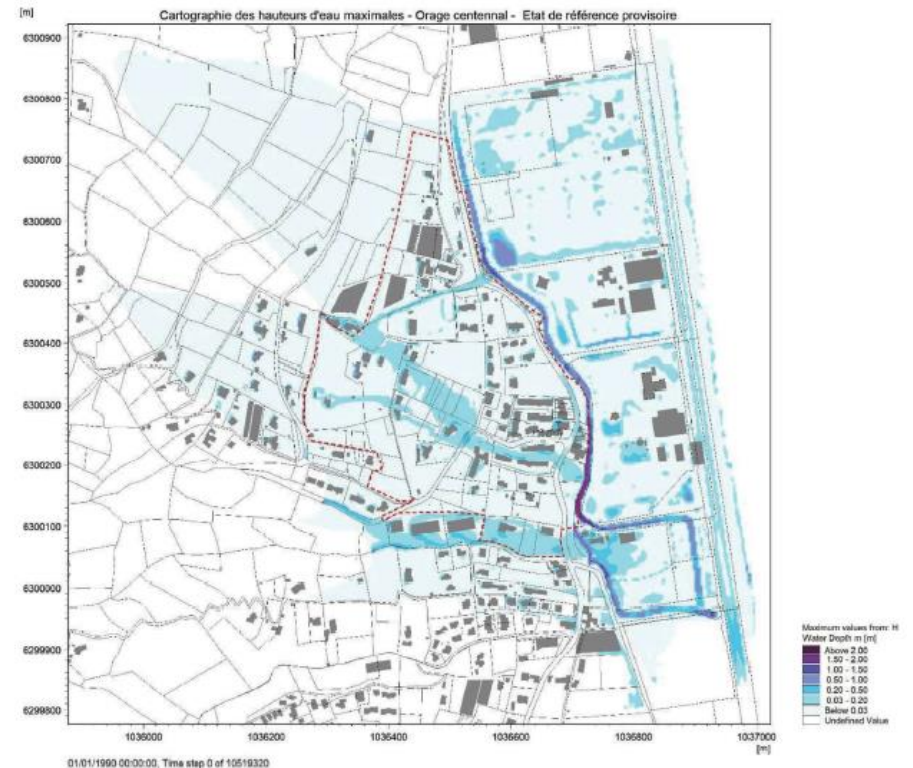 Cartographie des hauteurs d'eau maximales - Orage centennal - Etat de référence provisoire
[m]
6300900
6300800
6300700
6300600
6300500
6300400
6300300
6300200
6300100
6300000
6299900
6299800
1036000 1036200 1036400 1036600 1036800 1037000
[m]
01/01/1990 00:00:00, Time step 0 of 10519320
Maximum values from: H
Water Depth m [m]
Above 2.00
1.50 - 2.00
1.00 - 1.50
0.50 - 1.00
0.20 - 0.50
0.03 - 0.20
Below 0.03
Undefined Value